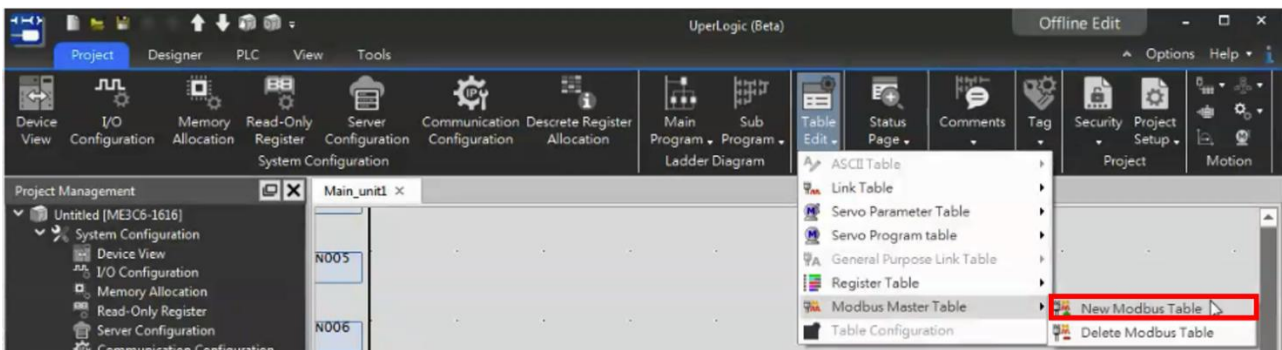 UperLogic (Beta)
Offline Edit
Project Designer PLC View Tools
Options Help
Device View
I/O Configuration
Memory Allocation
Read-Only Register
Server Configuration
Communication Configuration
Descrete Register Allocation
Main Program
Sub Program
Table Edit
Status Page
Comments
Tag
Security
Project Setup
System Configuration
Ladder Diagram
Project
Motion
Project Management
Main_unit1
ASCII Table
Link Table
Servo Parameter Table
Servo Program table
General Purpose Link Table
Register Table
Modbus Master Table
Table Configuration
New Modbus Table
Delete Modbus Table
Untitled [ME3C6-1616]
System Configuration
Device View
I/O Configuration
Memory Allocation
Read-Only Register
Server Configuration
Communication Configuration
N005
N006